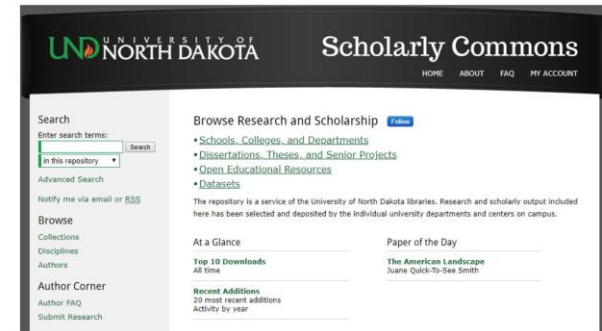 UND UNIVERSITY OF
NORTH DAKOTA
Scholarly Commons
HOME ABOUT FAQ MY ACCOUNT
Search
Enter search terms:
Search
in this repository
Advanced Search
Notify me via email or RSS
Browse
Collections
Disciplines
Authors
Author Corner
Author FAQ
Submit Research
Browse Research and Scholarship Follow
• Schools, Colleges, and Departments
• Dissertations, Theses, and Senior Projects
• Open Educational Resources
• Datasets
The repository is a service of the University of North Dakota libraries. Research and scholarly output included
here has been selected and deposited by the individual university departments and centers on campus.
At a Glance
Top 10 Downloads
All time
Recent Additions
20 most recent additions
Activity by year
Paper of the Day
The American Landscape
Juane Quick-To-See Smith